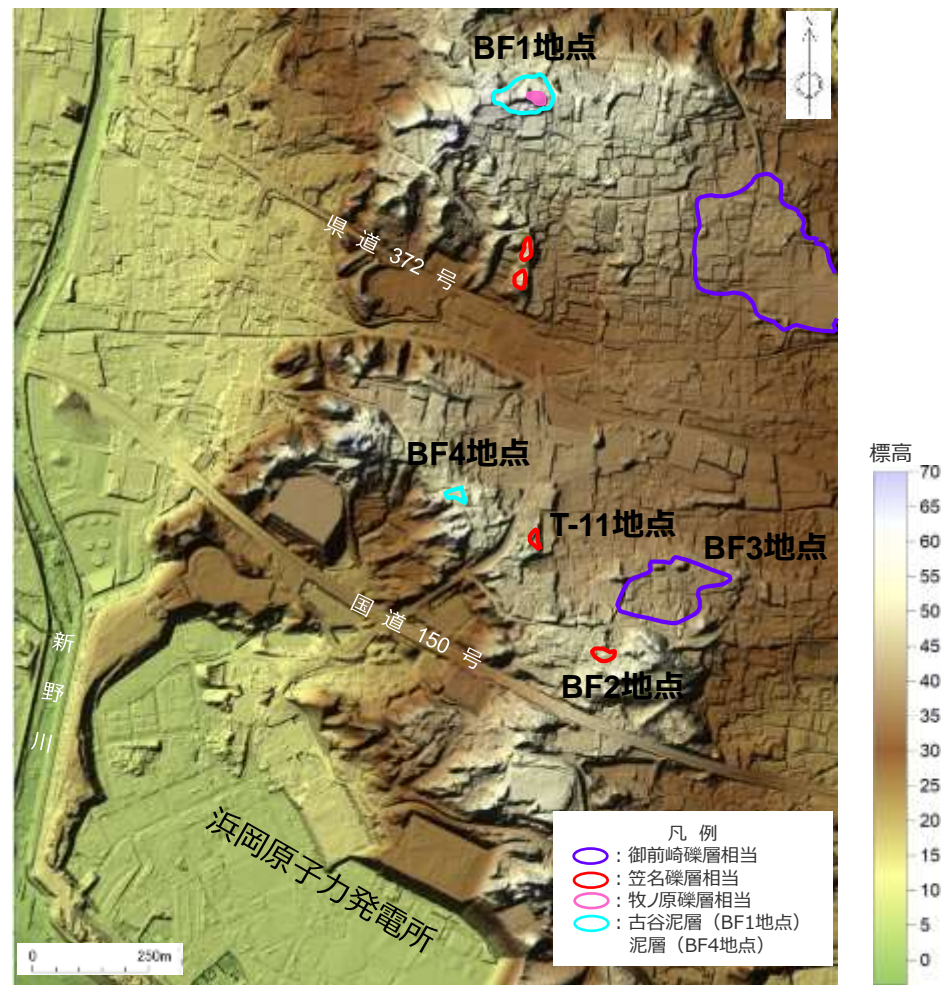 BF1地点
県道372号
BF4地点
T-11地点
BF3地点
国道150号
BF2地点
新野川
浜岡原子力発電所
0 250m
凡 例
：御前崎礫層相当
：笠名礫層相当
：牧ノ原礫層相当
：古谷泥層（BF1地点）
泥層（BF4地点）
標高
70
65
60
55
50
45
40
35
30
25
20
15
10
5
0